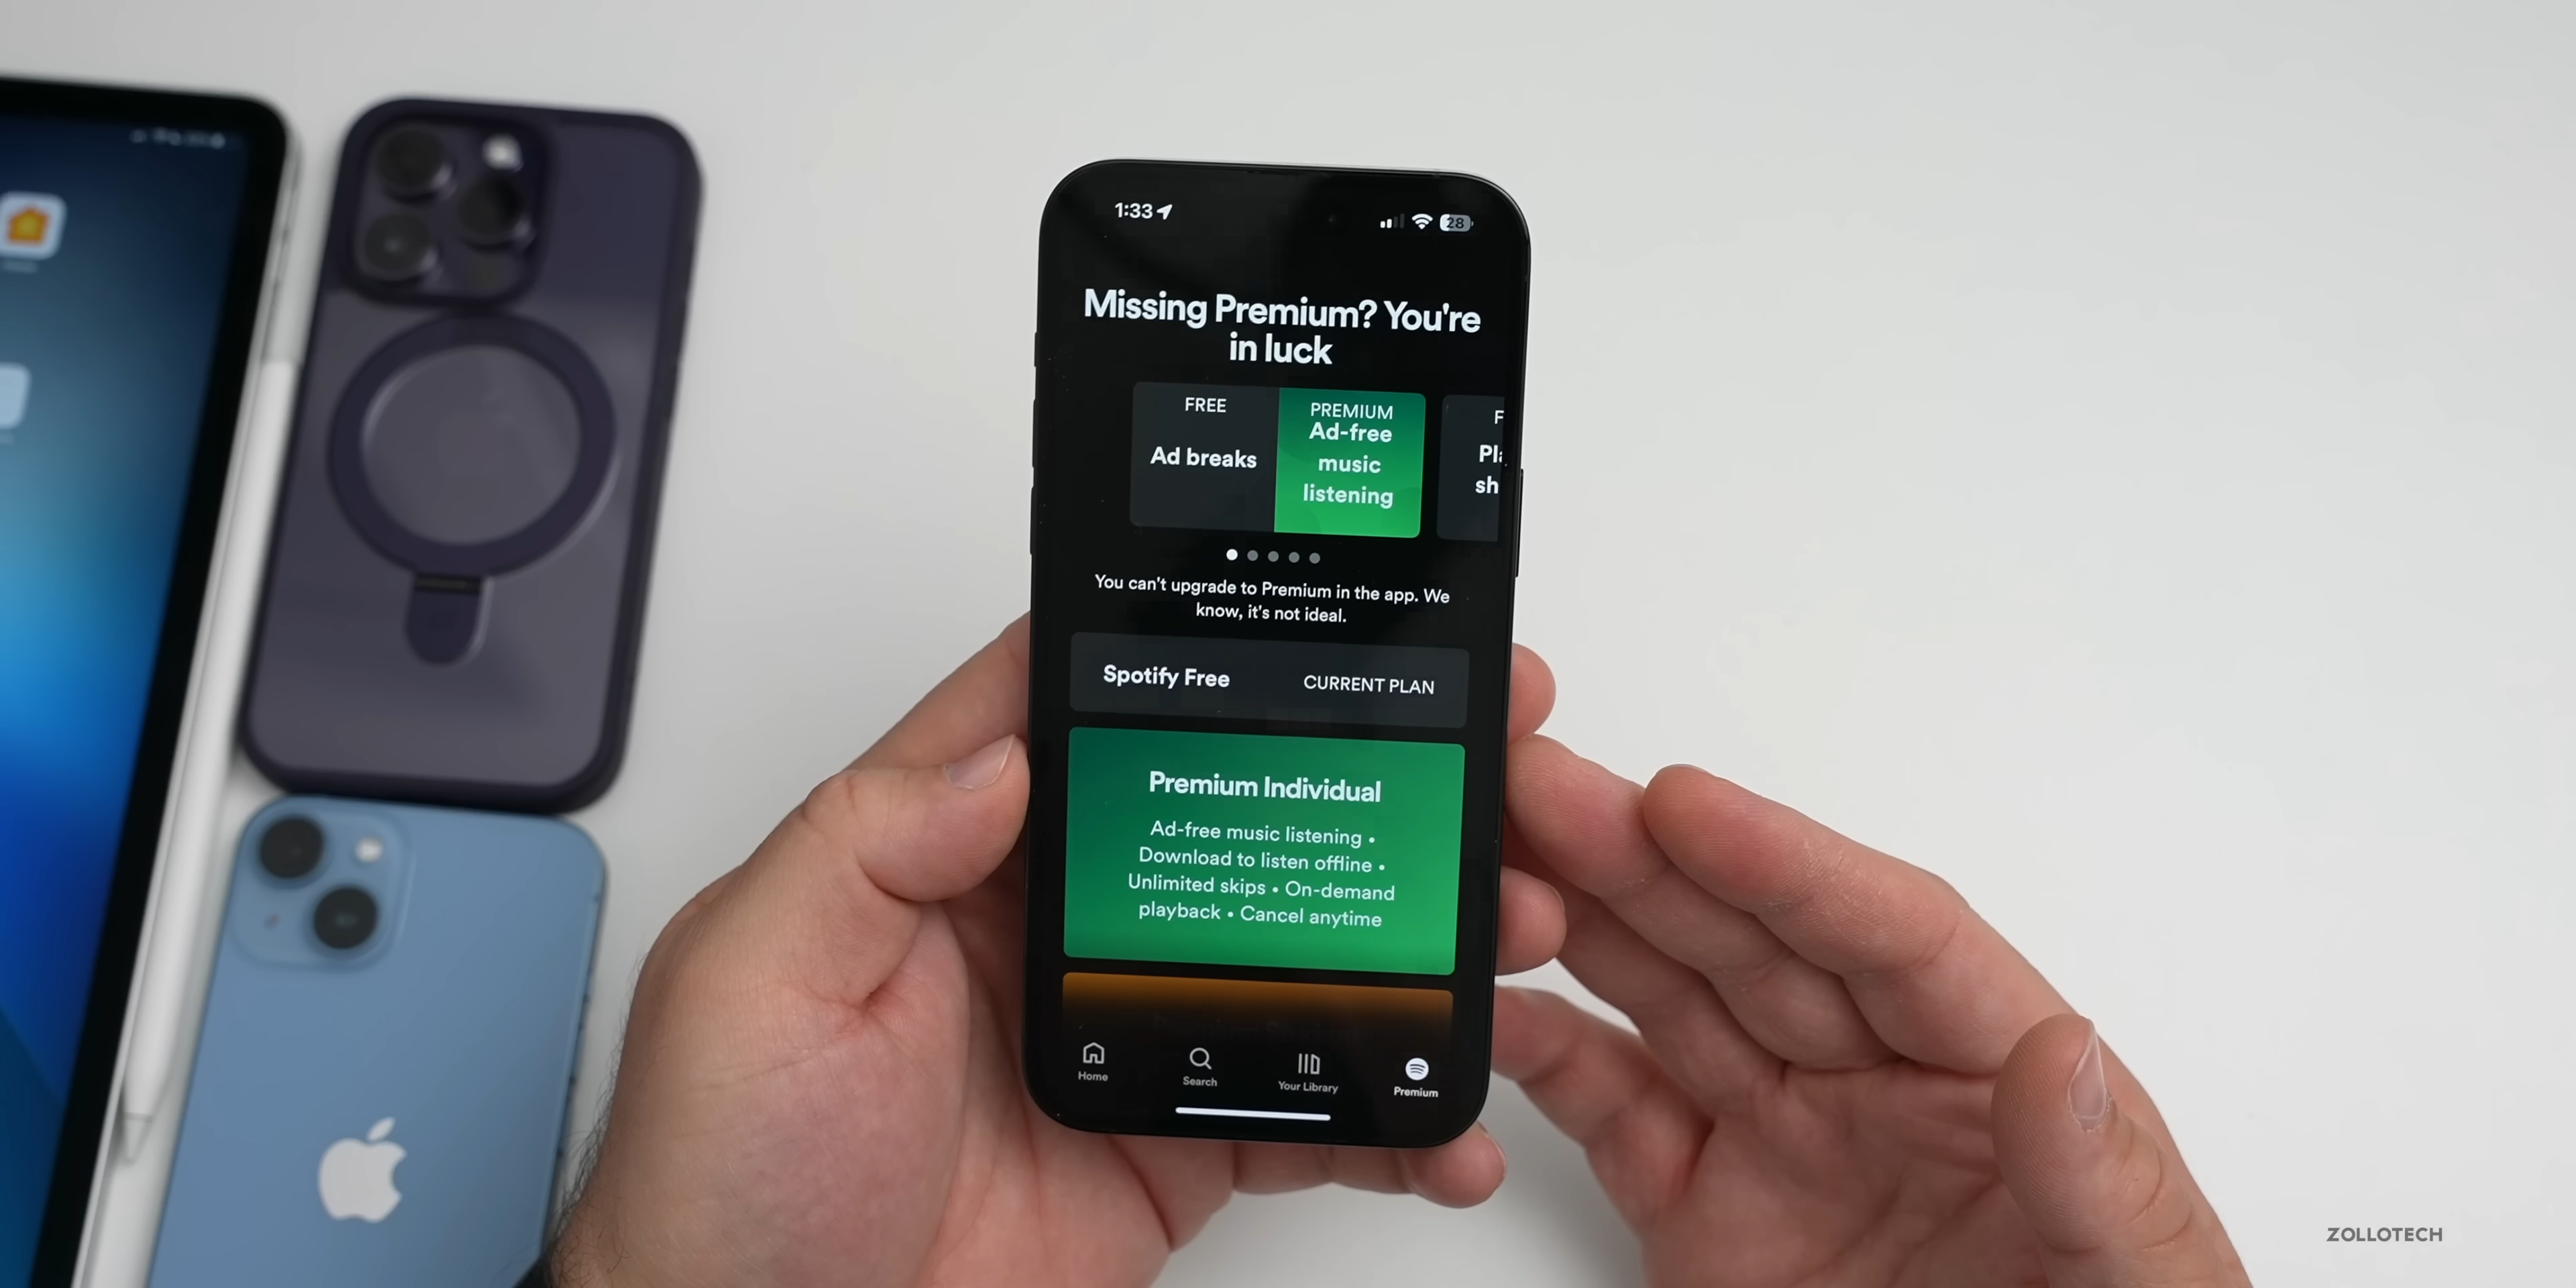 1:33
28
Missing Premium? You're
in luck
FREE
Ad breaks
PREMIUM
Ad-free
music
listening
F
Pla
sh
You can't upgrade to Premium in the app. We
know, it's not ideal.
Spotify Free
CURRENT PLAN
Premium Individual
Ad-free music listening •
Download to listen offline •
Unlimited skips • On-demand
playback • Cancel anytime
Home
Search
Your Library
Premium
ZOLLOTECH